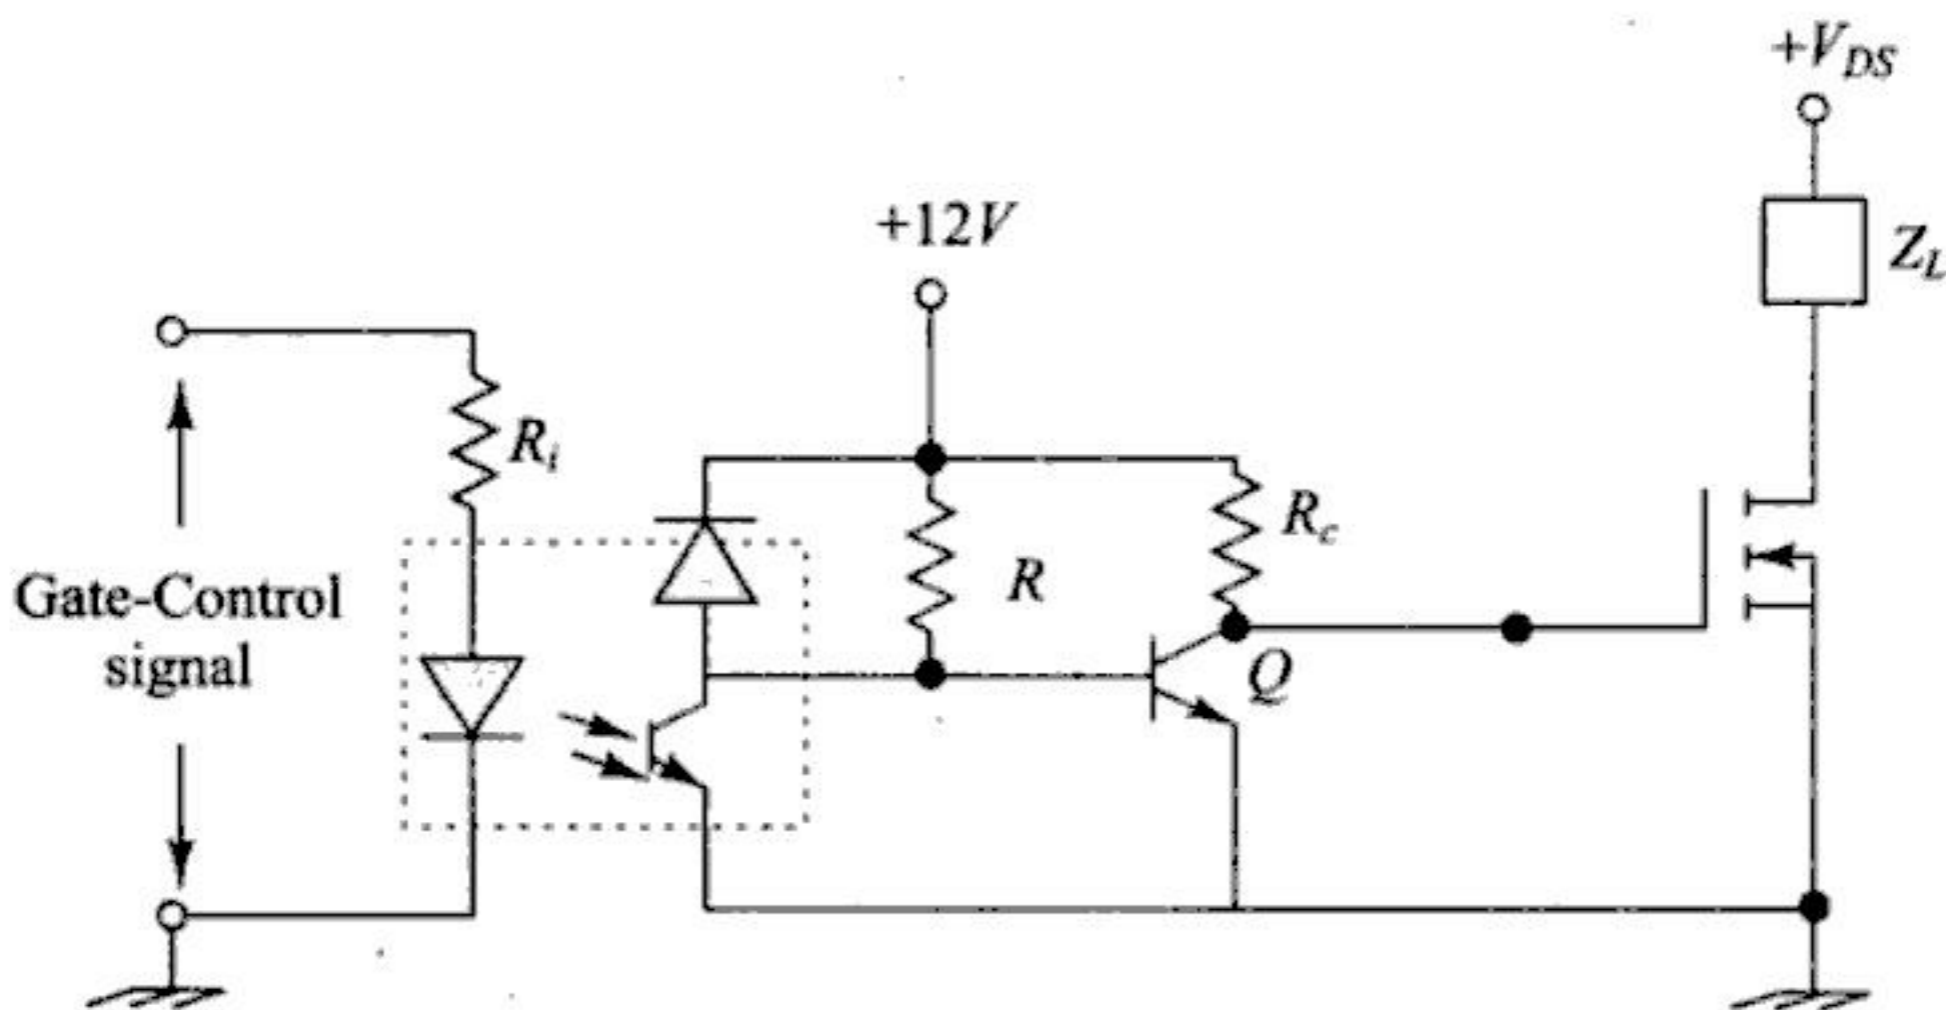 +V_DS
Z_L
+12V
R_i
R_c
R
Q
Gate-Control
signal